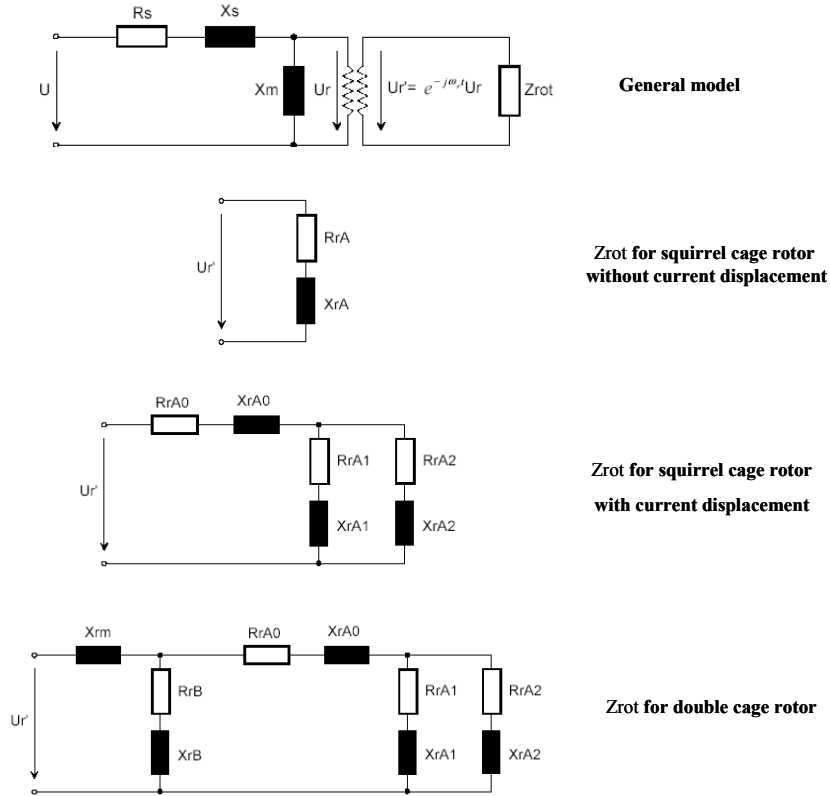 Rs
Xs
U
Xm
Ur
Ur'= e^{-jω_r t}Ur
Zrot
General model
Ur'
RrA
XrA
Zrot for squirrel cage rotor
without current displacement
RrA0
XrA0
Ur'
RrA1
RrA2
XrA1
XrA2
Zrot for squirrel cage rotor
with current displacement
Xrm
RrA0
XrA0
Ur'
RrB
RrA1
RrA2
XrB
XrA1
XrA2
Zrot for double cage rotor